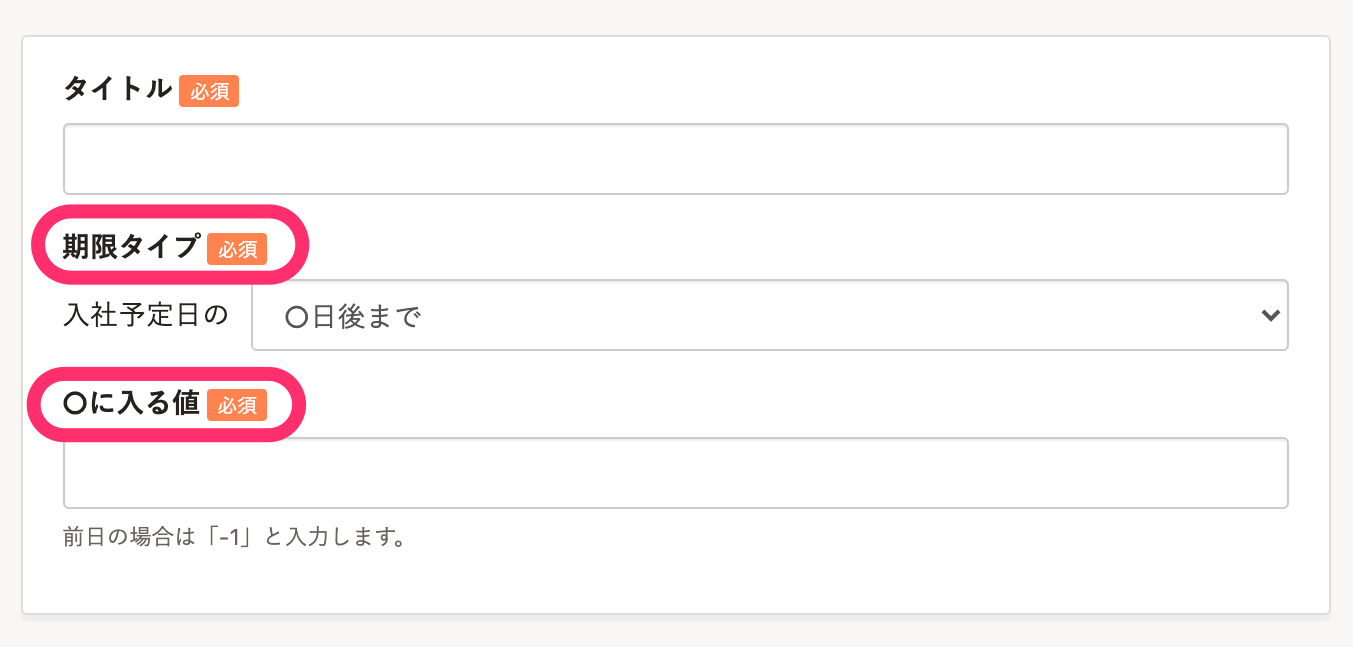 タイトル 必須
期限タイプ 必須
入社予定日の 〇日後まで
〇に入る値 必須
前日の場合は「-1」と入力します。